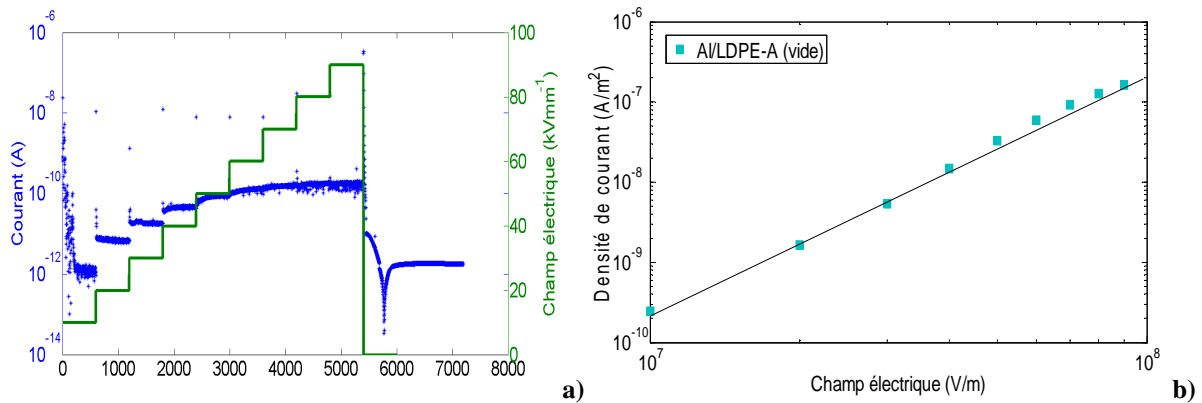 Courant (A)
10^-6
10^-8
10^-10
10^-12
10^-14
0 1000 2000 3000 4000 5000 6000 7000 8000
100
80
60
40
20
0
Champ électrique (kVmm^-1)
a)
Densité de courant (A/m²)
10^-6
10^-7
10^-8
10^-9
10^-10
Al/LDPE-A (vide)
10^7 10^8
Champ électrique (V/m)
b)